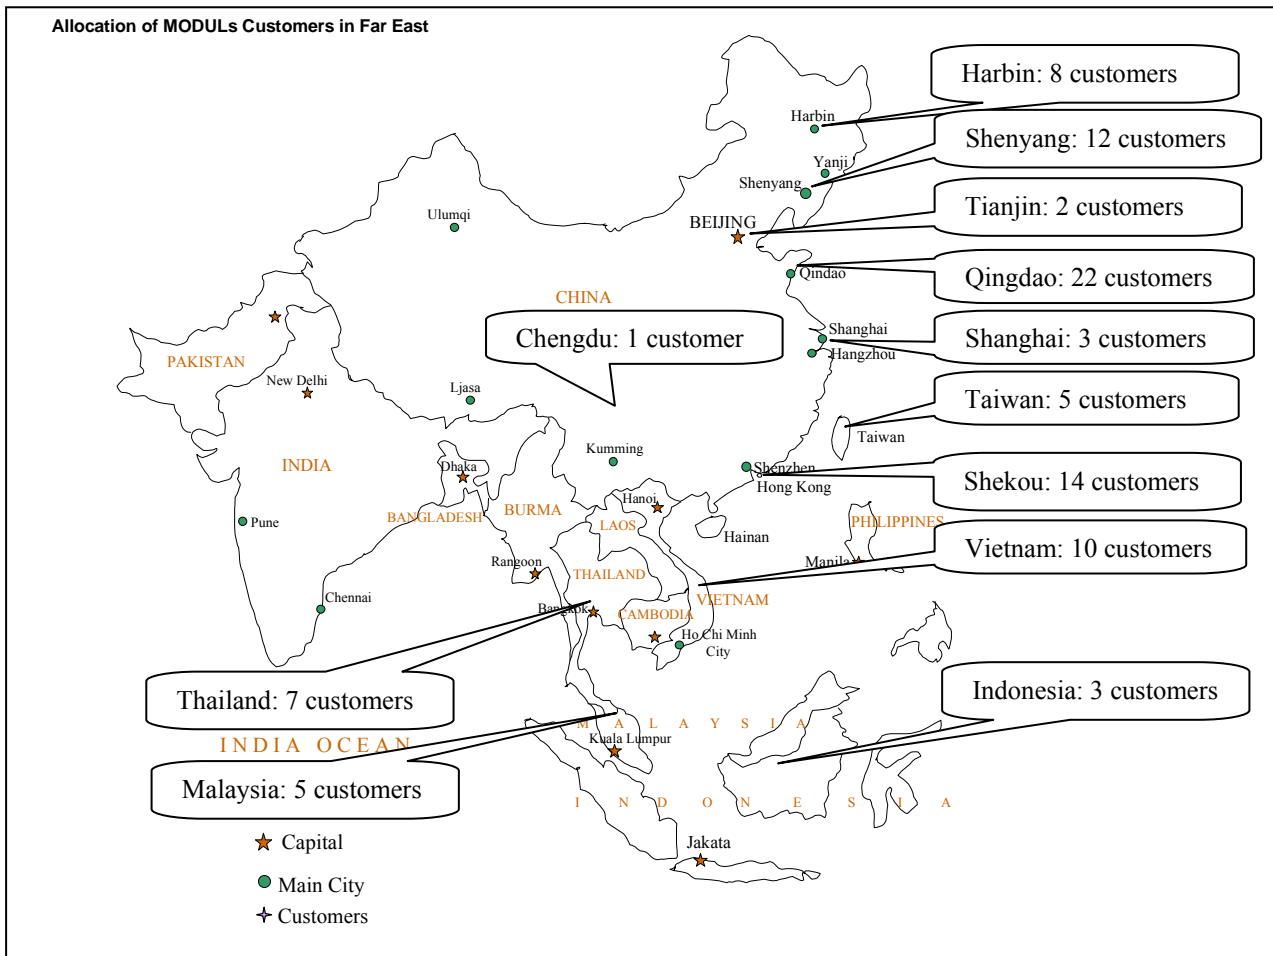 Allocation of MODULs Customers in Far East
Harbin: 8 customers
Harbin
Shenyang: 12 customers
Yanji
Shenyang
Tianjin: 2 customers
Ulumqi
BEIJING
Qingdao: 22 customers
Qindao
CHINA
Chengdu: 1 customer
Shanghai
Shanghai: 3 customers
Hangzhou
PAKISTAN
New Delhi
Ljasa
Taiwan: 5 customers
Taiwan
Kumming
INDIA
Dhaka
Shenzhen
Hong Kong
Shekou: 14 customers
Hanoi
BURMA
BANGLADESH
LAOS
PHILIPPINES
Pune
Hainan
Vietnam: 10 customers
Rangoon
Manila
THAILAND
Chennai
Bangkok
CAMBODIA
VIETNAM
Ho Chi Minh
City
Thailand: 7 customers
Indonesia: 3 customers
MALAYSIA
INDIA OCEAN
Kuala Lumpur
Malaysia: 5 customers
INDONESIA
Jakata
Capital
Main City
Customers